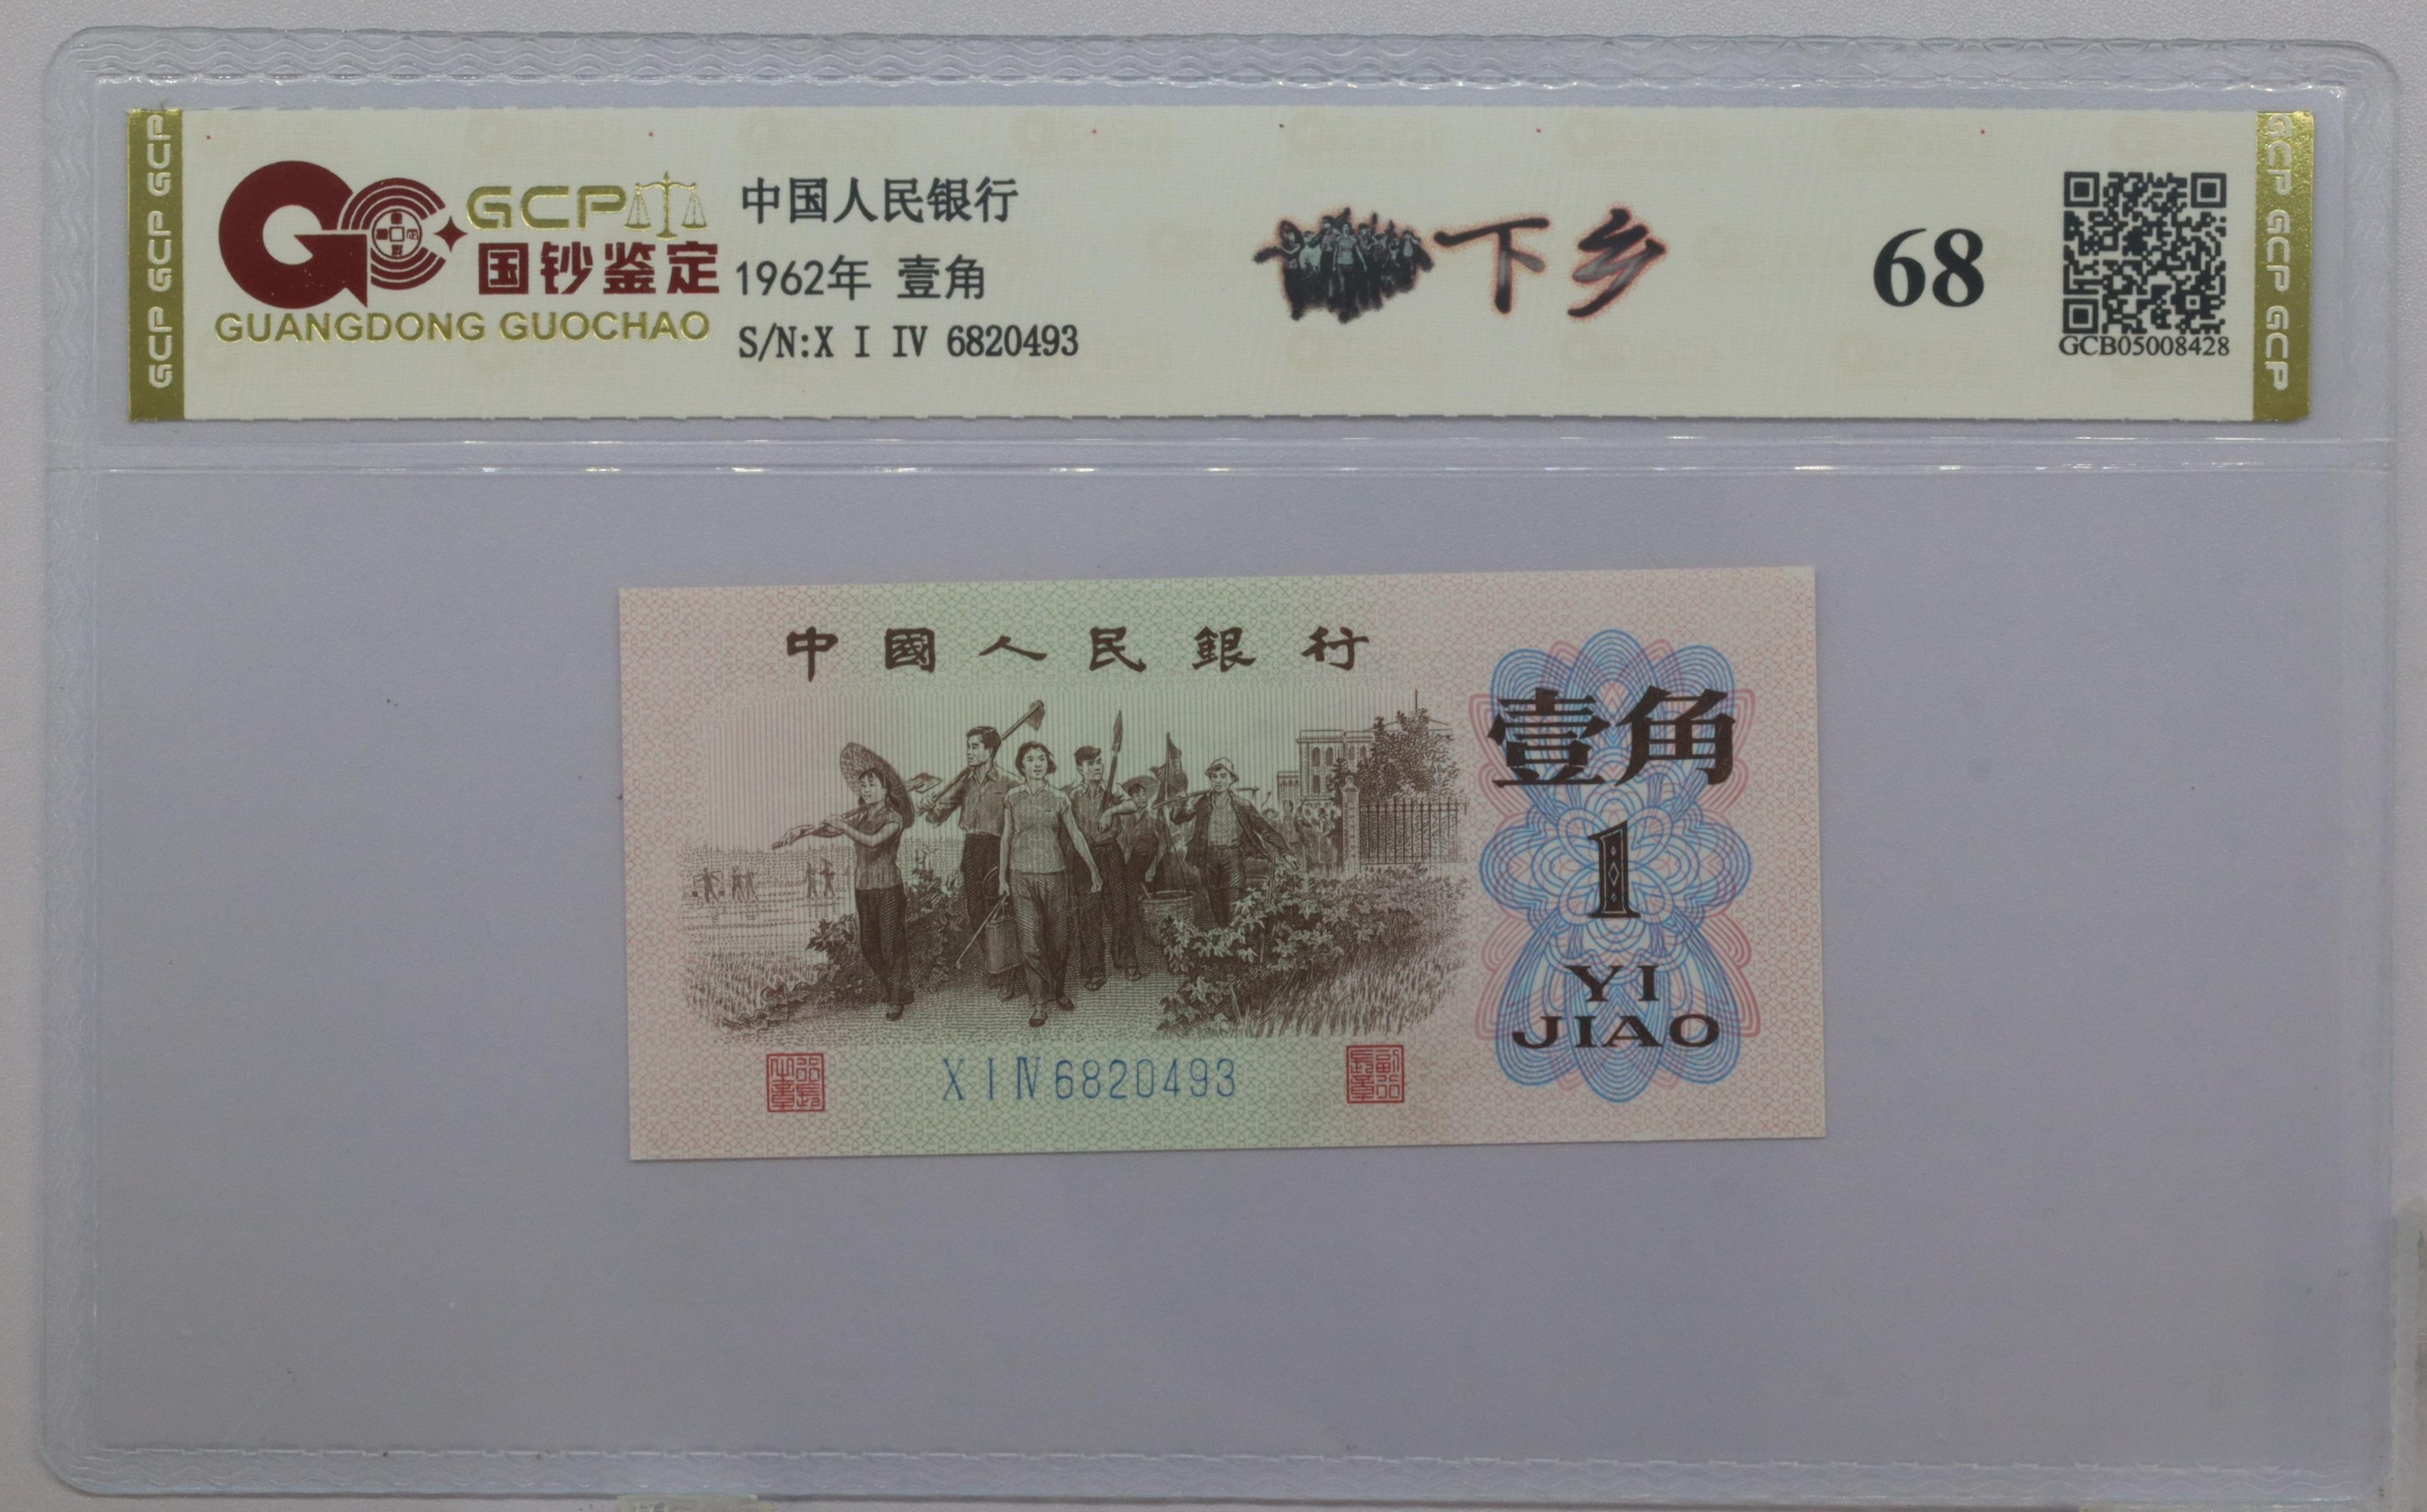 GCP GCP GCP
GCP
国钞鉴定
GUANGDONG GUOCHAO
中国人民银行
1962年 壹角
S/N:X I IV 6820493
下乡
68
GCB05008428
GCP GCP GCP
中國人民銀行
壹角
1
YI
JIAO
X I IV 6820493